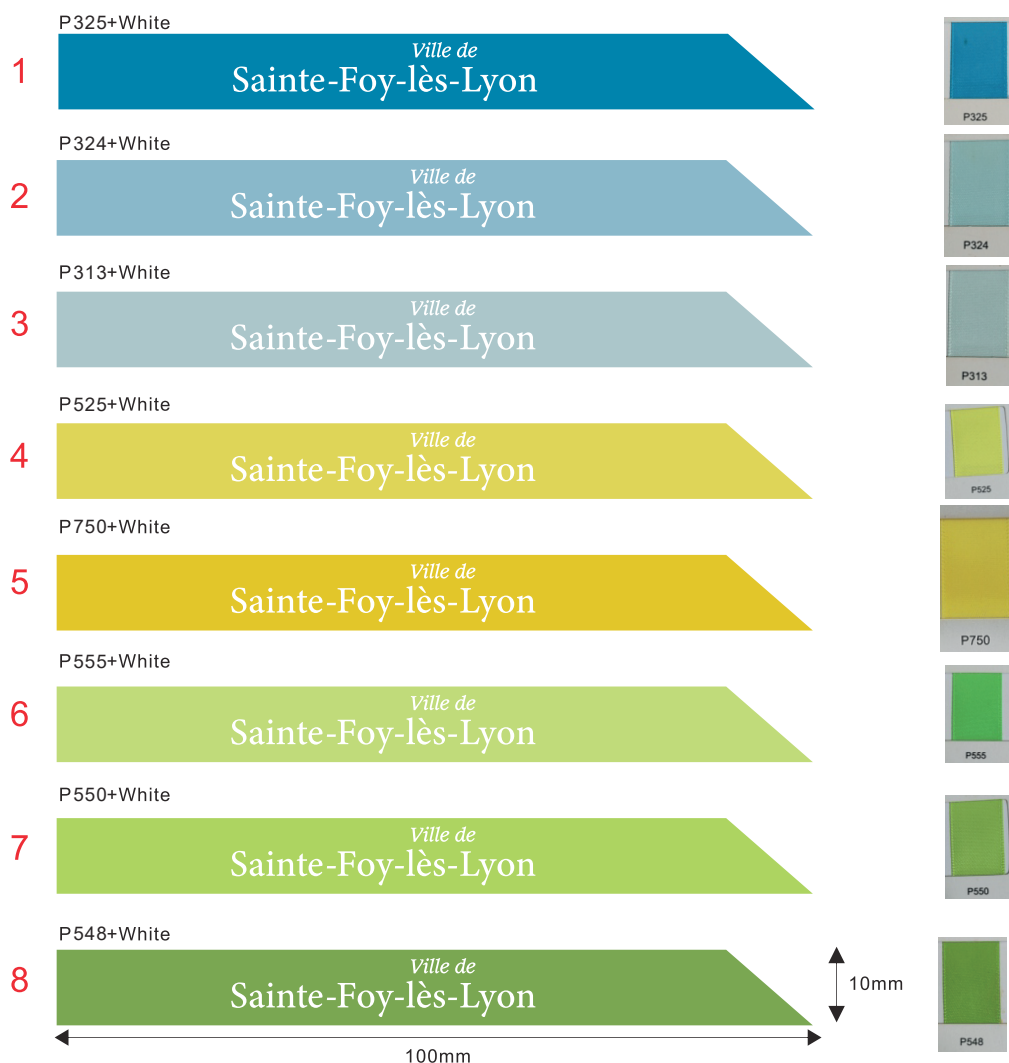 P325+White
1
Ville de
Sainte-Foy-lès-Lyon
P325
P324+White
2
Ville de
Sainte-Foy-lès-Lyon
P324
P313+White
3
Ville de
Sainte-Foy-lès-Lyon
P313
P525+White
4
Ville de
Sainte-Foy-lès-Lyon
P525
P750+White
5
Ville de
Sainte-Foy-lès-Lyon
P750
P555+White
6
Ville de
Sainte-Foy-lès-Lyon
P555
P550+White
7
Ville de
Sainte-Foy-lès-Lyon
P550
P548+White
8
Ville de
Sainte-Foy-lès-Lyon
10mm
P548
100mm